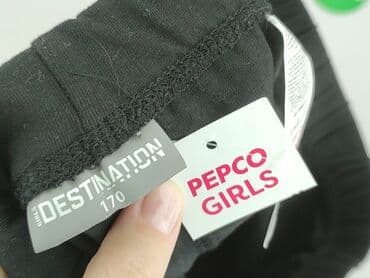 GIRLS
DESTINATION
170
PEPCO
GIRLS